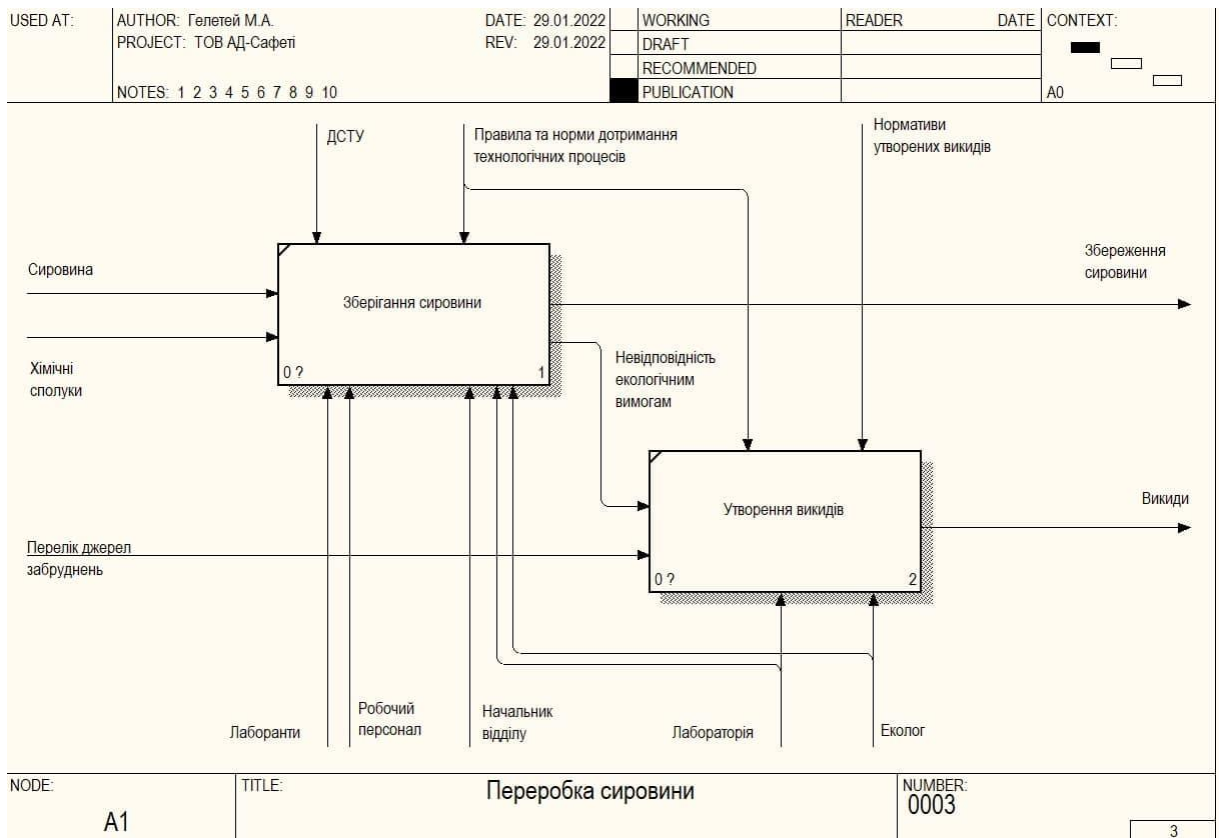 USED AT:
AUTHOR: Гелетей М.А.
DATE: 29.01.2022
WORKING
READER
DATE
CONTEXT:
PROJECT: ТОВ АД-Сафеті
REV: 29.01.2022
DRAFT
RECOMMENDED
NOTES: 1 2 3 4 5 6 7 8 9 10
PUBLICATION
A0
ДСТУ
Правила та норми дотримання
технологічних процесів
Нормативи
утворених викидів
Сировина
Зберігання сировини
0 ?
1
Збереження
сировини
Хімічні
сполуки
Невідповідність
екологічним
вимогам
Утворення викидів
0 ?
2
Викиди
Перелік джерел
забруднень
Лаборанти
Робочий
персонал
Начальник
відділу
Лабораторія
Еколог
NODE:
A1
TITLE:
Переробка сировини
NUMBER:
0003
3